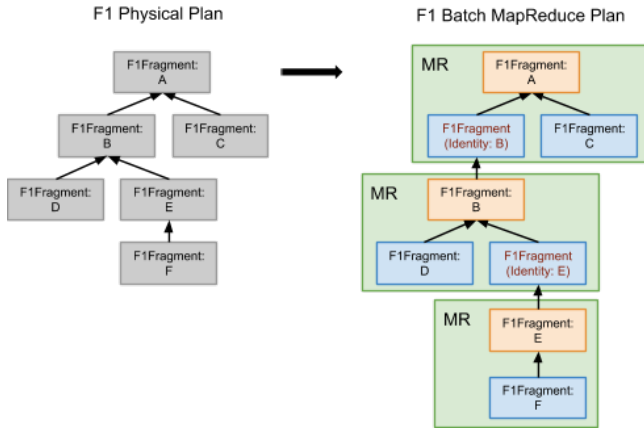 F1 Physical Plan
F1Fragment:
A
F1Fragment:
B
F1Fragment:
C
F1Fragment:
D
F1Fragment:
E
F1Fragment:
F
F1 Batch MapReduce Plan
MR
F1Fragment:
A
F1Fragment
(Identity: B)
F1Fragment:
C
MR
F1Fragment:
B
F1Fragment:
D
F1Fragment
(Identity: E)
MR
F1Fragment:
E
F1Fragment:
F